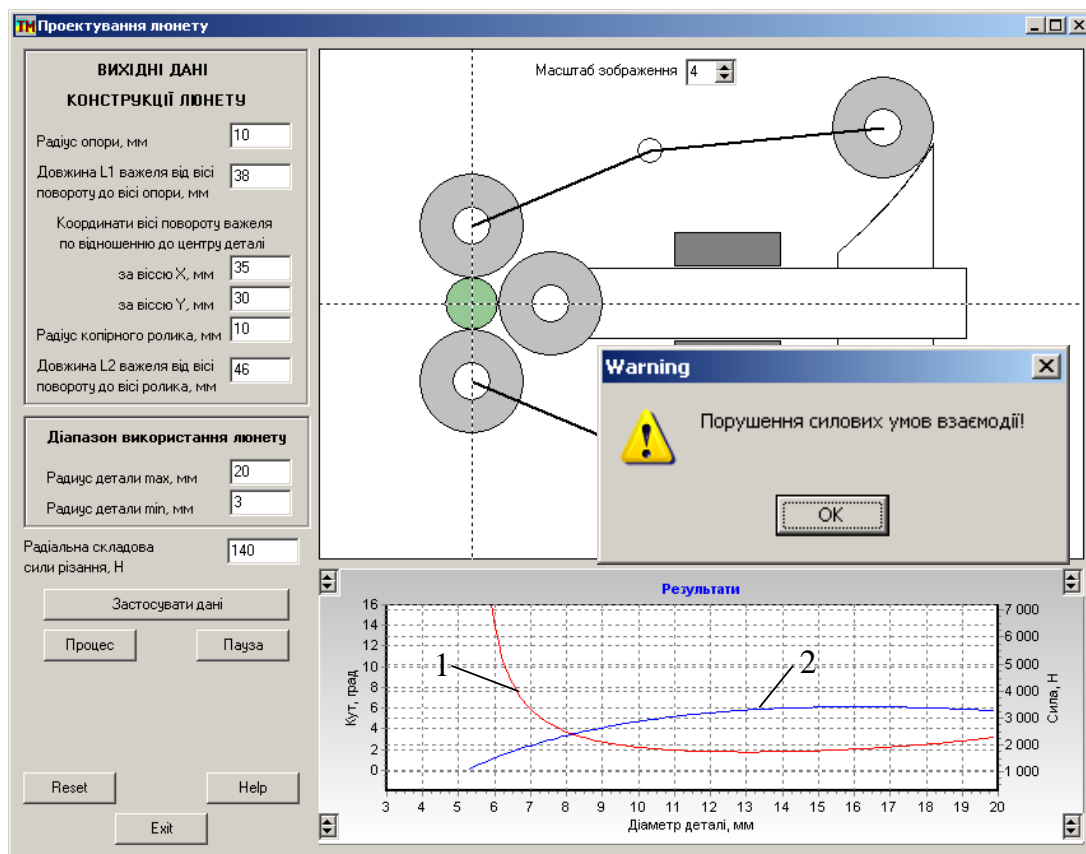 TM Проектування люнету
ВИХІДНІ ДАНІ
КОНСТРУКЦІЇ ЛЮНЕТУ
Радіус опори, мм 10
Довжина L1 важеля від вісі
повороту до вісі опори, мм 38
Координати вісі повороту важеля
по відношенню до центру деталі
за віссю X, мм 35
за віссю Y, мм 30
Радіус копірного ролика, мм 10
Довжина L2 важеля від вісі
повороту до вісі ролика, мм 46
Діапазон використання люнету
Радиус детали max, мм 20
Радиус детали min, мм 3
Радіальна складова
сили різання, Н 140
Застосувати дані
Процес Пауза
Reset Help
Exit
Масштаб зображення 4
Warning
Порушення силових умов взаємодії!
OK
Результати
Кут, град
16
14
12
10
8
6
4
2
0
1
2
7 000
6 000
5 000
4 000
3 000
2 000
1 000
Сила, Н
3 4 5 6 7 8 9 10 11 12 13 14 15 16 17 18 19 20
Діаметр деталі, мм